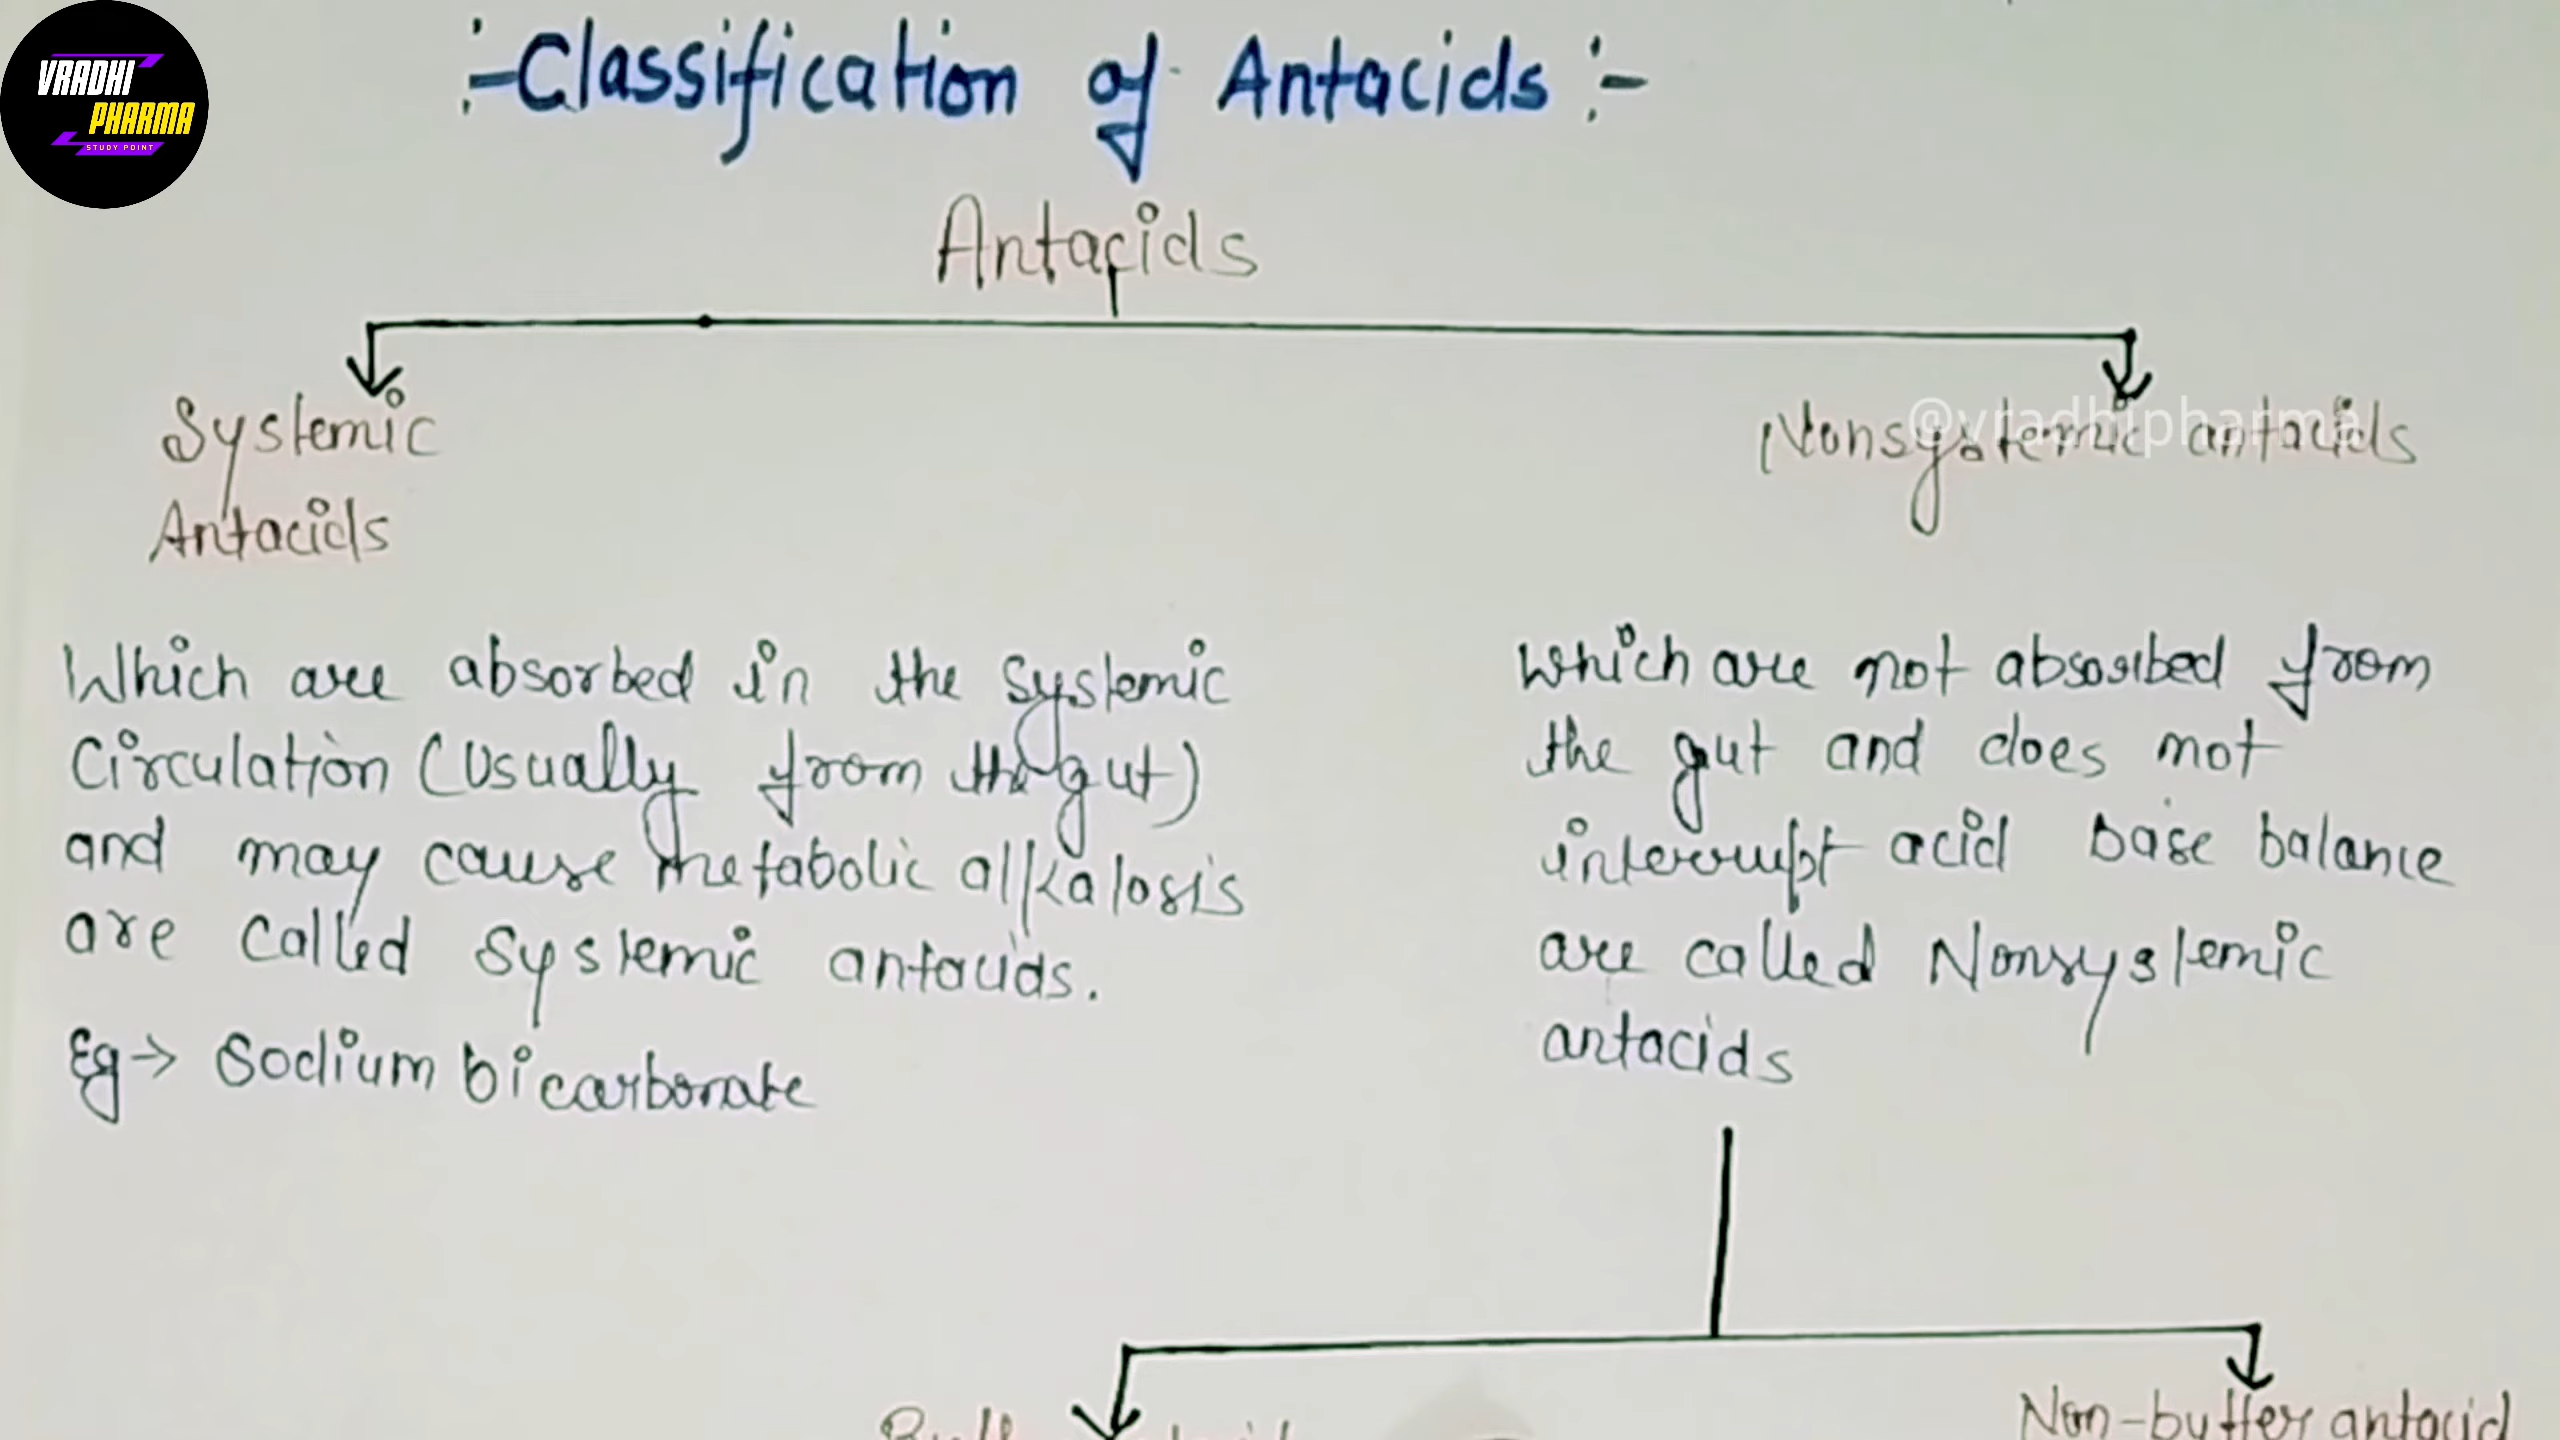 VRADHI
PHARMA
STUDY POINT
:-Classification of Antacids:-
Antacids
Systemic
Antacids
@vradhipharma
Nonsystemic antacids
Which are absorbed in the systemic
Circulation (Usually from the gut)
and may cause metabolic alkalosis
are called systemic antacids.
Eg→ Sodium bicarbonate
which are not absorbed from
the gut and does not
interrupt acid base balance
are called Nonsystemic
antacids
Non-buffer antacid